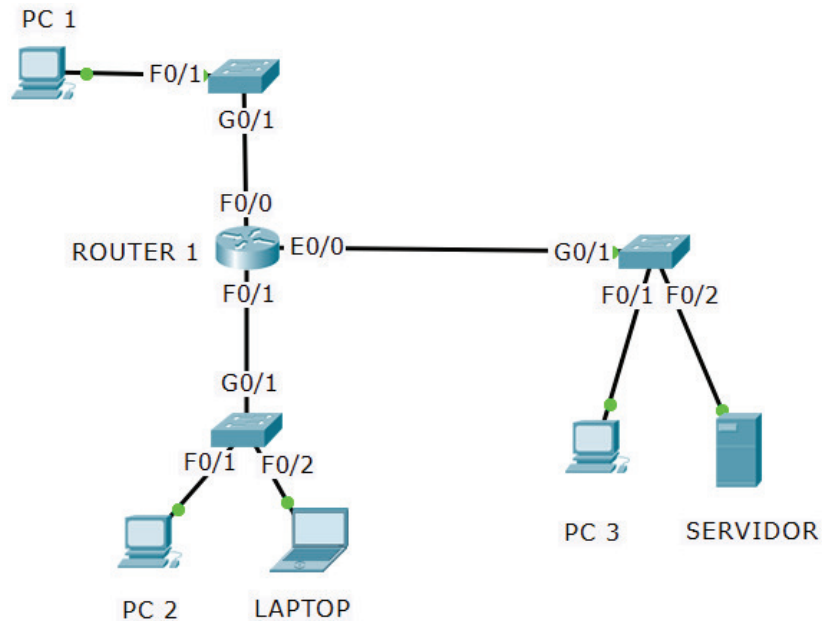 PC 1
F0/1
G0/1
F0/0
ROUTER 1
E0/0
G0/1
F0/1
F0/1
F0/2
G0/1
F0/1
F0/2
PC 3
SERVIDOR
PC 2
LAPTOP